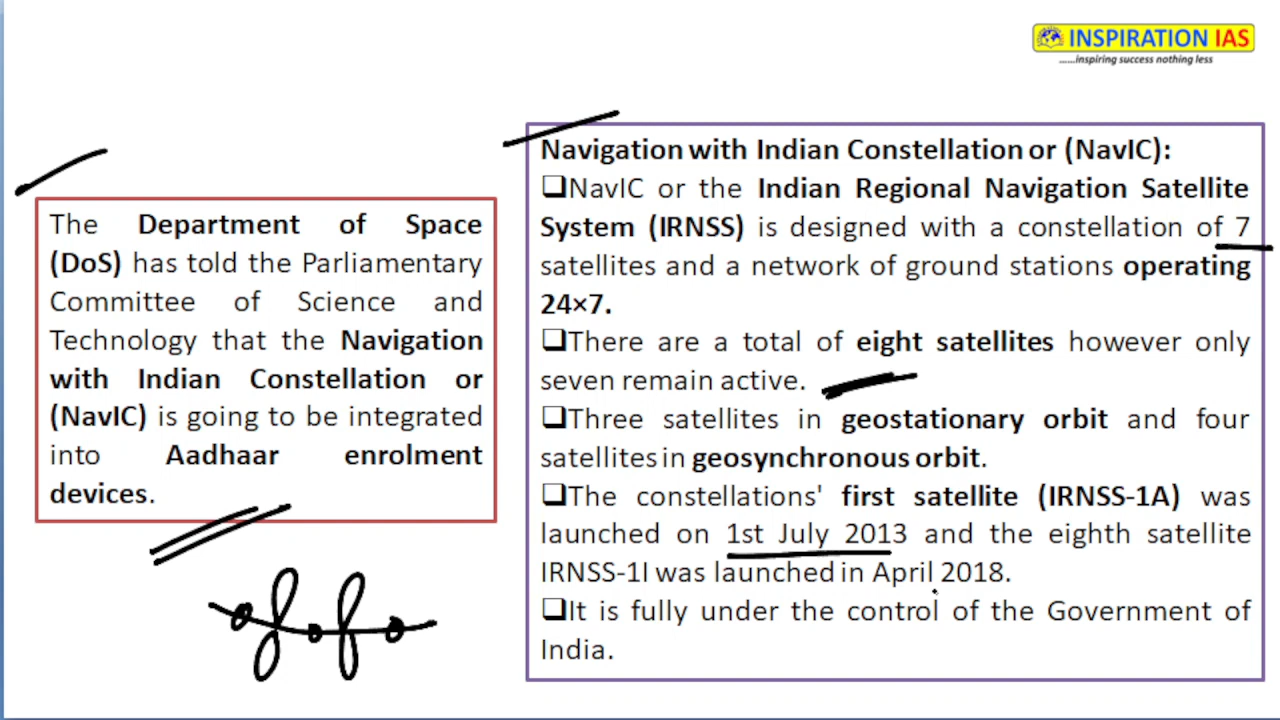 INSPIRATION IAS
......inspiring success nothing less
The Department of Space
(DoS) has told the Parliamentary
Committee of Science and
Technology that the Navigation
with Indian Constellation or
(NavIC) is going to be integrated
into Aadhaar enrolment
devices.
Navigation with Indian Constellation or (NavIC):
❑NavIC or the Indian Regional Navigation Satellite
System (IRNSS) is designed with a constellation of 7
satellites and a network of ground stations operating
24×7.
❑There are a total of eight satellites however only
seven remain active.
❑Three satellites in geostationary orbit and four
satellites in geosynchronous orbit.
❑The constellations' first satellite (IRNSS-1A) was
launched on 1st July 2013 and the eighth satellite
IRNSS-1I was launched in April 2018.
❑It is fully under the control of the Government of
India.